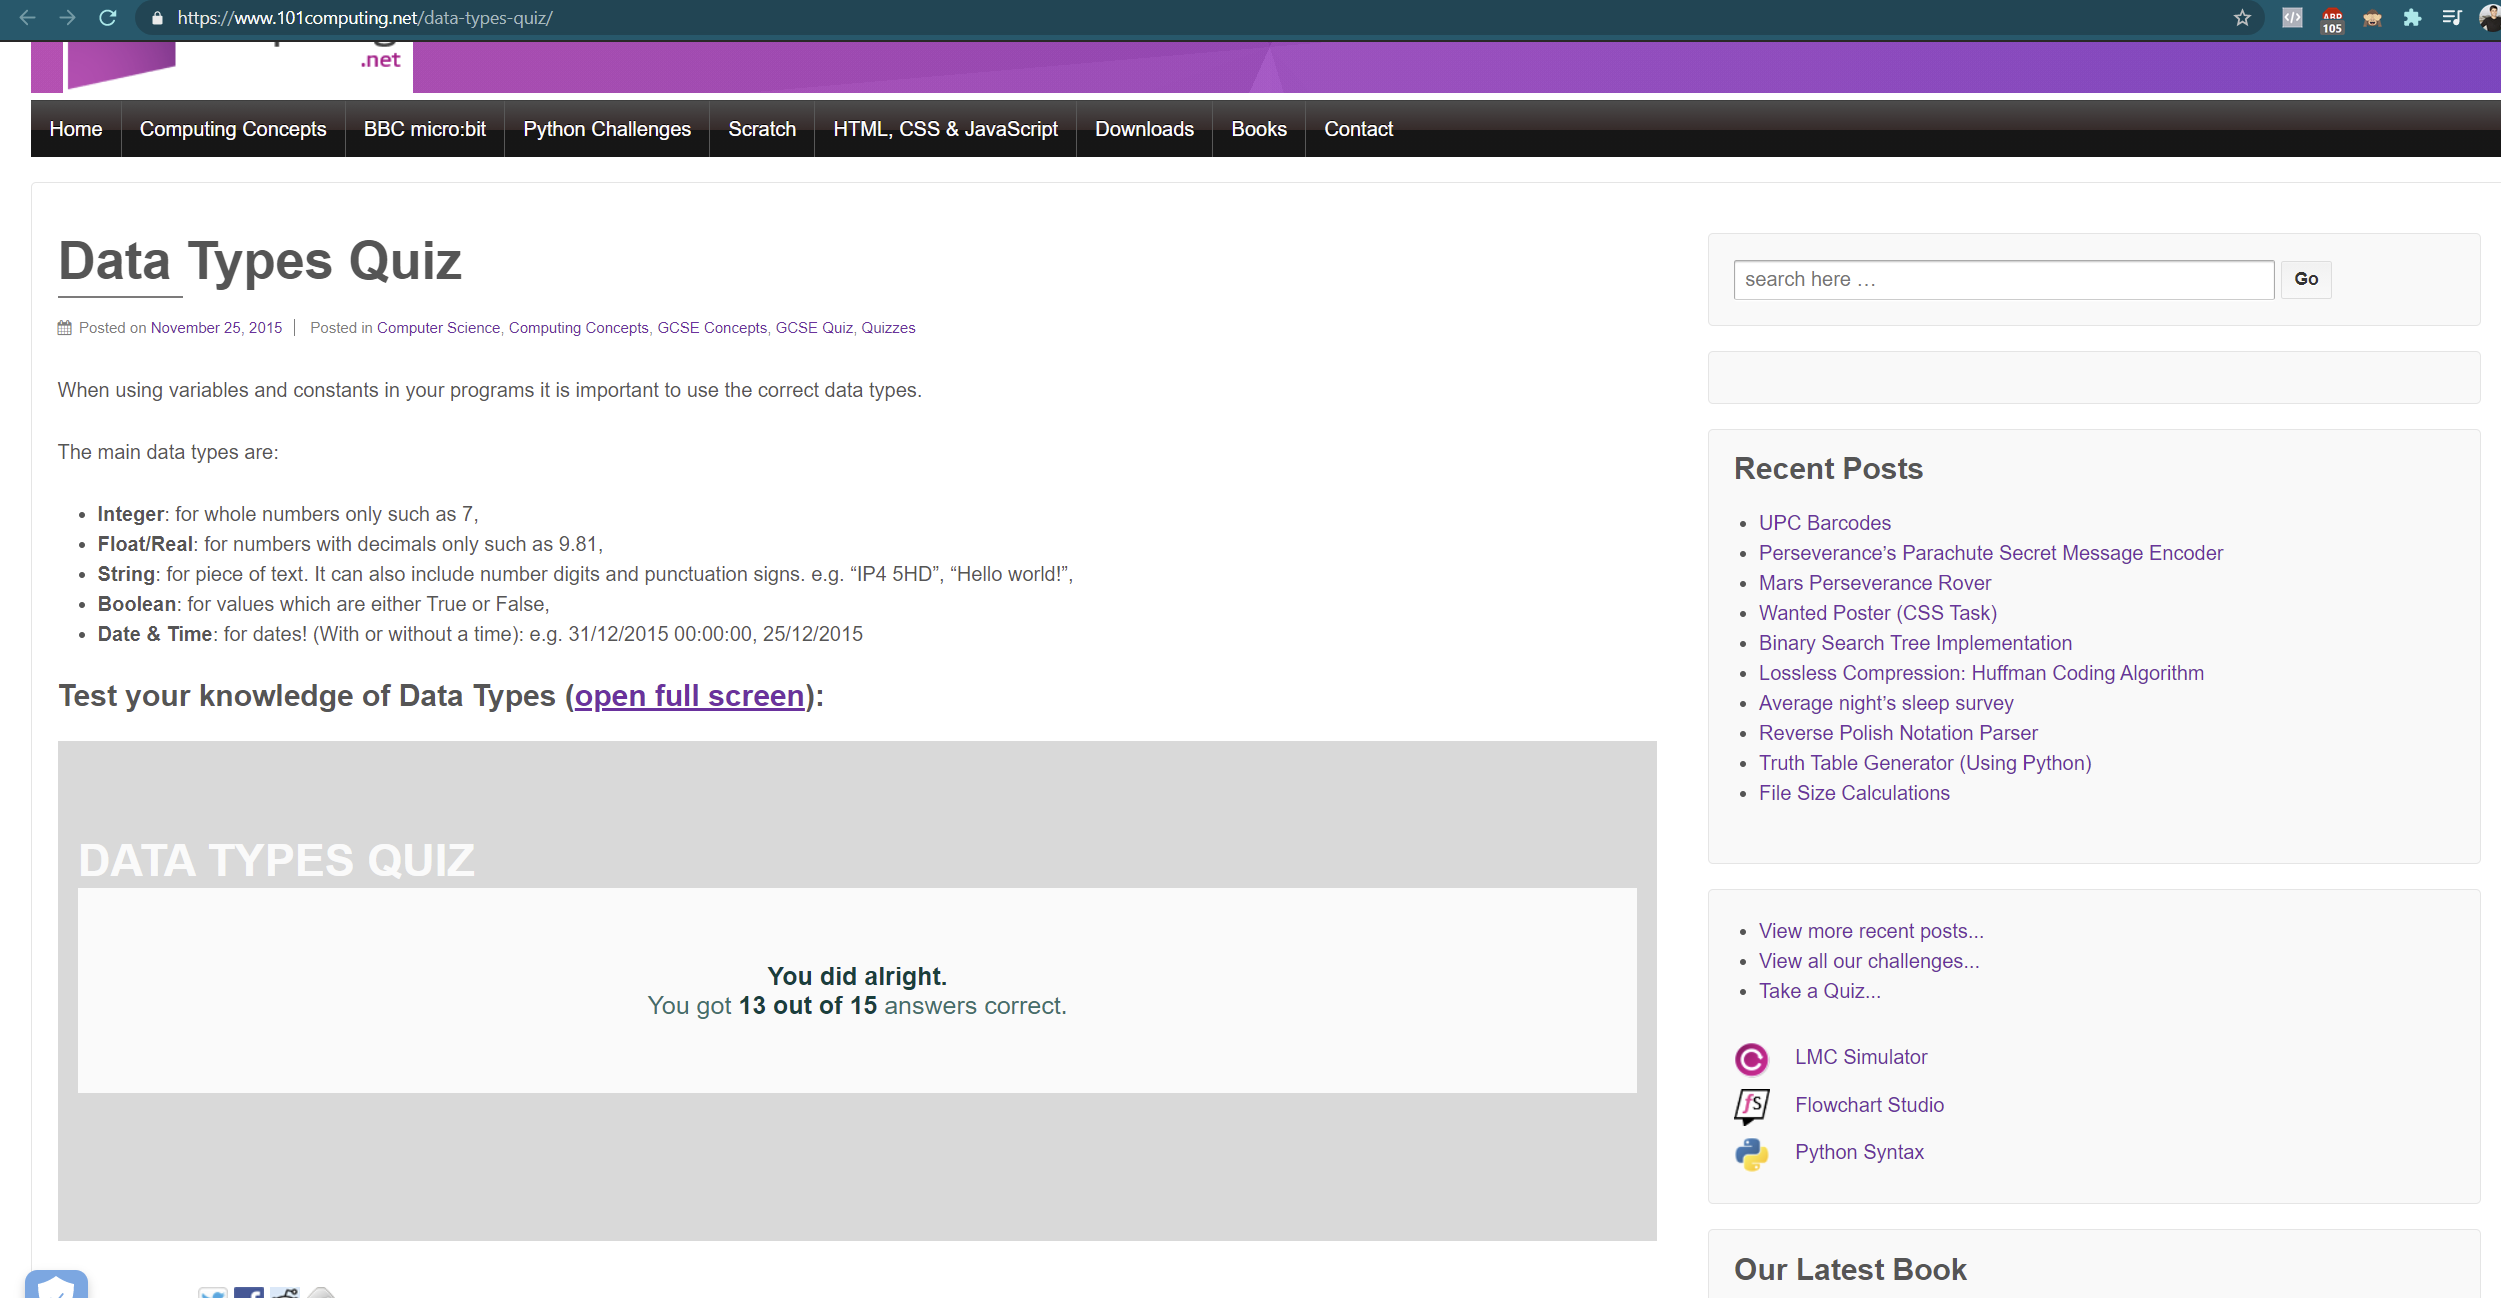 https://www.101computing.net/data-types-quiz/
ABP
105
.net
Home
Computing Concepts
BBC micro:bit
Python Challenges
Scratch
HTML, CSS & JavaScript
Downloads
Books
Contact
Data Types Quiz
Posted on November 25, 2015 | Posted in Computer Science, Computing Concepts, GCSE Concepts, GCSE Quiz, Quizzes
When using variables and constants in your programs it is important to use the correct data types.
The main data types are:
• Integer: for whole numbers only such as 7,
• Float/Real: for numbers with decimals only such as 9.81,
• String: for piece of text. It can also include number digits and punctuation signs. e.g. “IP4 5HD”, “Hello world!”,
• Boolean: for values which are either True or False,
• Date & Time: for dates! (With or without a time): e.g. 31/12/2015 00:00:00, 25/12/2015
Test your knowledge of Data Types (open full screen):
DATA TYPES QUIZ
You did alright.
You got 13 out of 15 answers correct.
search here …
Go
Recent Posts
• UPC Barcodes
• Perseverance’s Parachute Secret Message Encoder
• Mars Perseverance Rover
• Wanted Poster (CSS Task)
• Binary Search Tree Implementation
• Lossless Compression: Huffman Coding Algorithm
• Average night’s sleep survey
• Reverse Polish Notation Parser
• Truth Table Generator (Using Python)
• File Size Calculations
• View more recent posts...
• View all our challenges...
• Take a Quiz...
LMC Simulator
fS
Flowchart Studio
Python Syntax
Our Latest Book